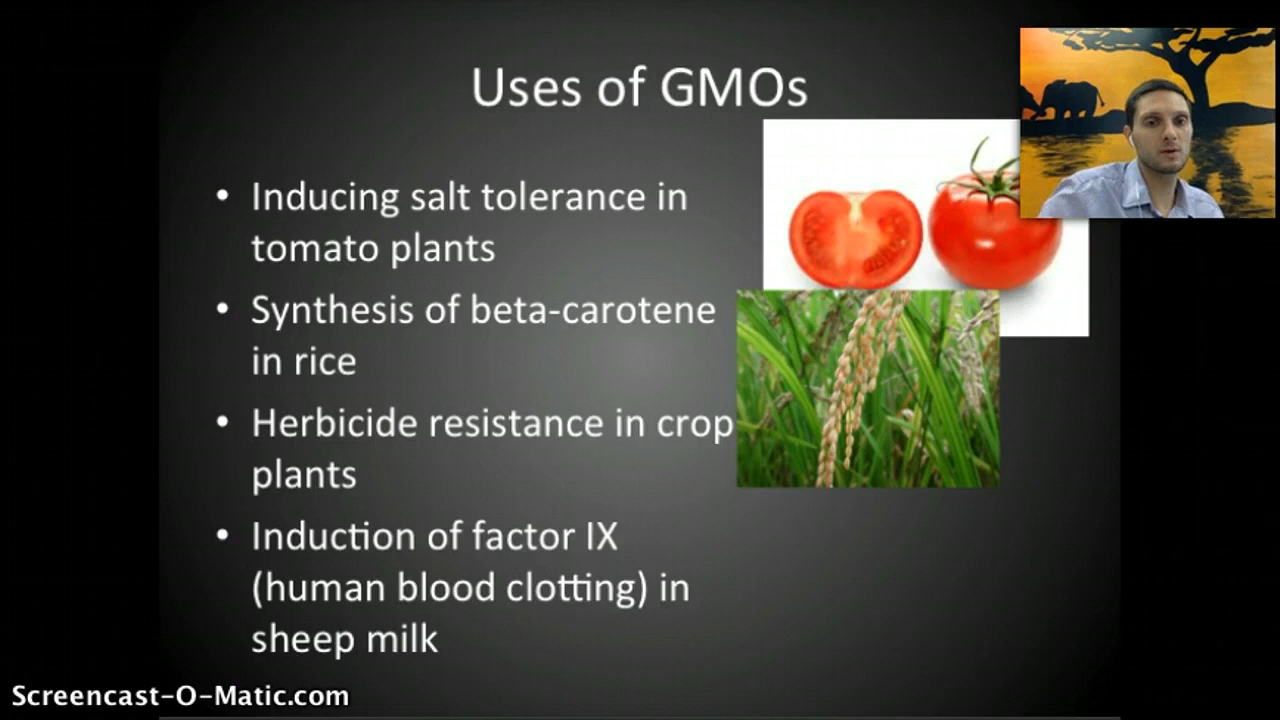 Uses of GMOs
• Inducing salt tolerance in
tomato plants
• Synthesis of beta-carotene
in rice
• Herbicide resistance in crop
plants
• Induction of factor IX
(human blood clotting) in
sheep milk
Screencast-O-Matic.com